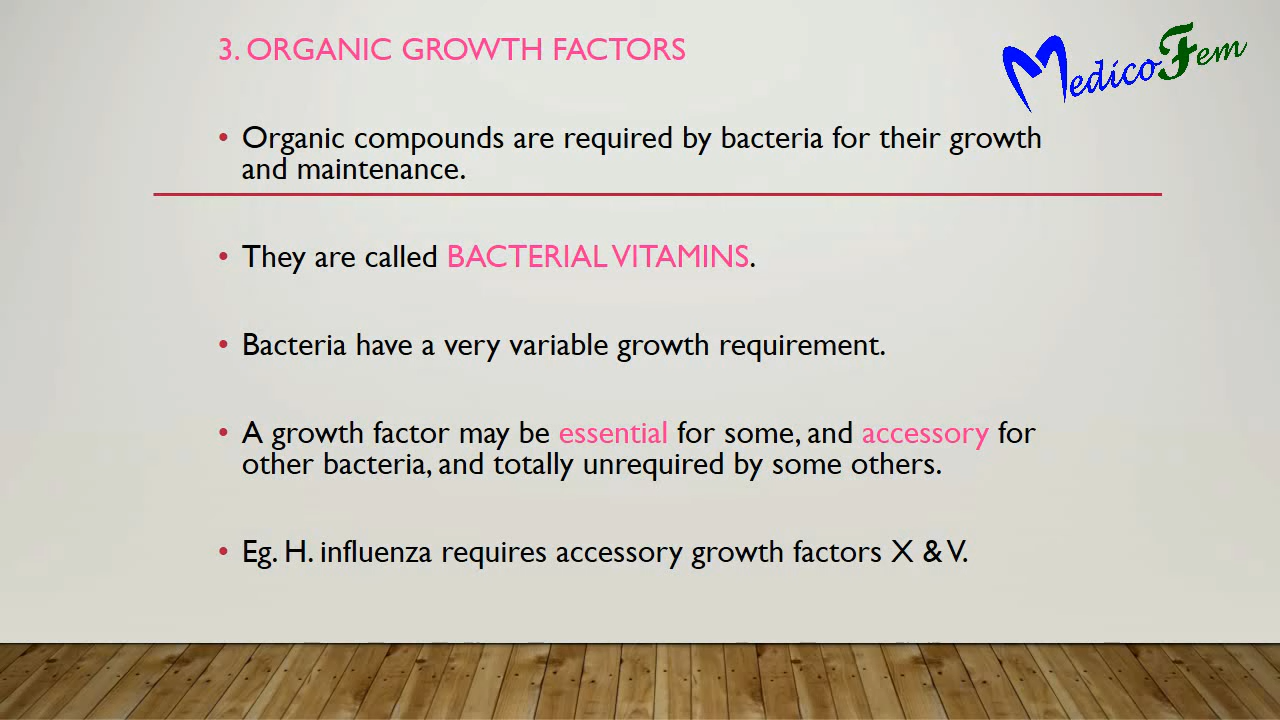 3. ORGANIC GROWTH FACTORS
MedicoFem
• Organic compounds are required by bacteria for their growth
and maintenance.
• They are called BACTERIAL VITAMINS.
• Bacteria have a very variable growth requirement.
• A growth factor may be essential for some, and accessory for
other bacteria, and totally unrequired by some others.
• Eg. H. influenza requires accessory growth factors X & V.